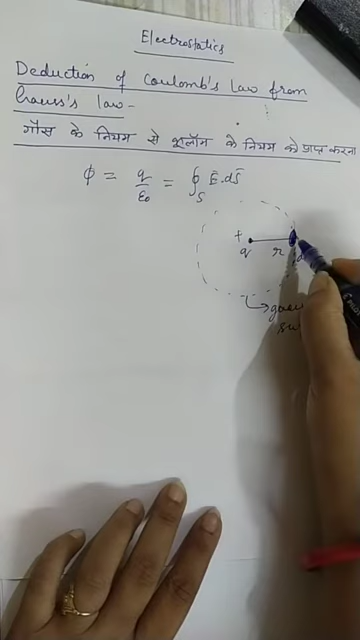 Electrostatics
Deduction of Coulomb's Law from
Gauss's law-
गौस के नियम से कूलॉम के नियम को प्राप्त करना
ϕ = q/ε₀ = ∮ₛ E⃗.dS⃗
+
q
r